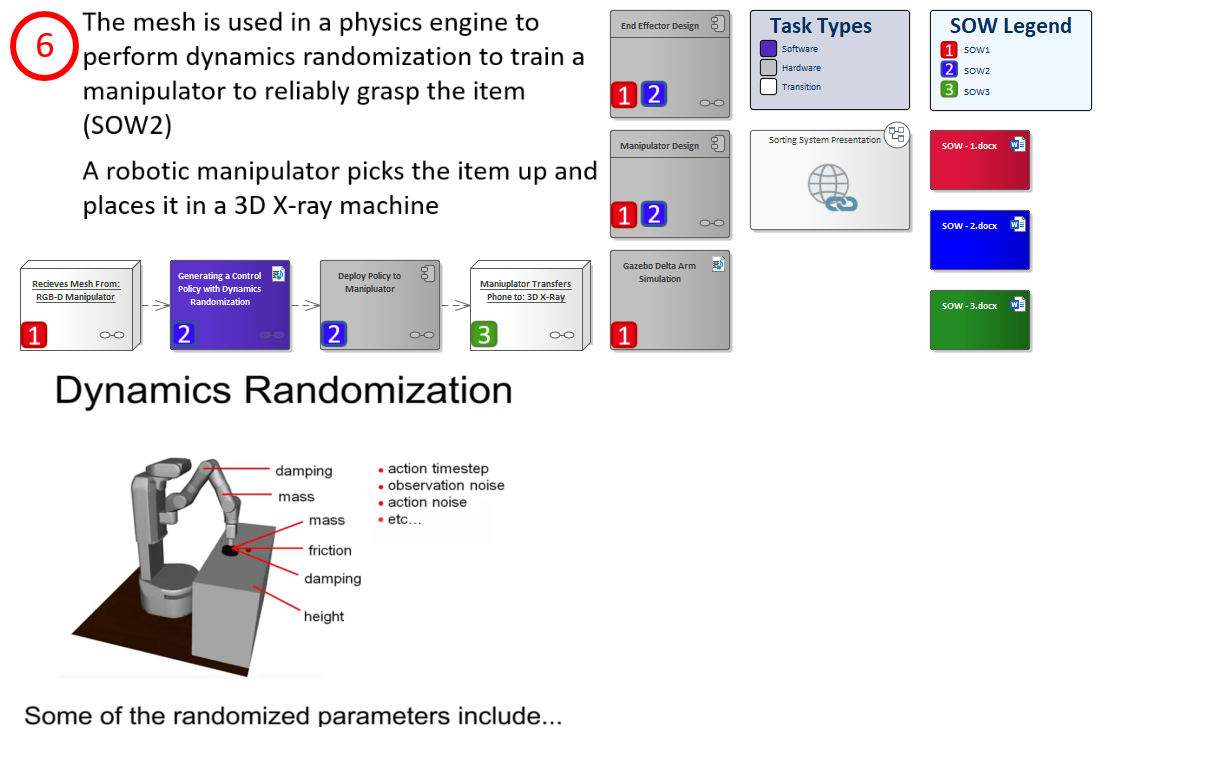 6
The mesh is used in a physics engine to
perform dynamics randomization to train a
manipulator to reliably grasp the item
(SOW2)
A robotic manipulator picks the item up and
places it in a 3D X-ray machine
End Effector Design
1 2
Manipulator Design
1 2
Gazebo Delta Arm
Simulation
1
Task Types
Software
Hardware
Transition
Sorting System Presentation
SOW Legend
1 SOW1
2 SOW2
3 SOW3
SOW - 1.docx
SOW - 2.docx
SOW - 3.docx
Recieves Mesh From:
RGB-D Manipulator
1
Generating a Control
Policy with Dynamics
Randomization
2
Deploy Policy to
Manipluator
2
Maniuplator Transfers
Phone to: 3D X-Ray
3
Dynamics Randomization
damping
mass
mass
friction
damping
height
• action timestep
• observation noise
• action noise
• etc...
Some of the randomized parameters include...